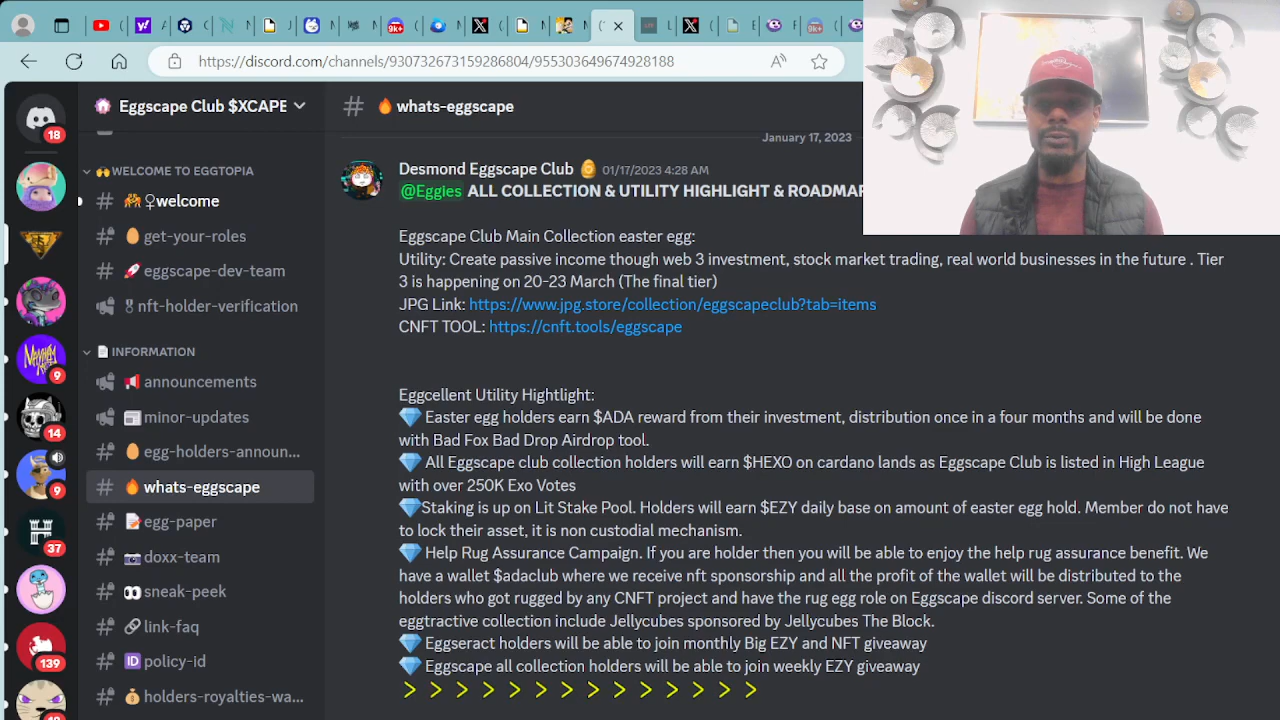 https://discord.com/channels/930732673159286804/955303649674928188
Eggscape Club $XCAPE
whats-eggscape
18
9
14
9
37
139
WELCOME TO EGGTOPIA
welcome
get-your-roles
eggscape-dev-team
nft-holder-verification
INFORMATION
announcements
minor-updates
egg-holders-announ...
whats-eggscape
egg-paper
doxx-team
sneak-peek
link-faq
policy-id
holders-royalties-wa...
January 17, 2023
Desmond Eggscape Club 01/17/2023 4:28 AM
@Eggies ALL COLLECTION & UTILITY HIGHLIGHT & ROADMAP
Eggscape Club Main Collection easter egg:
Utility: Create passive income though web 3 investment, stock market trading, real world businesses in the future . Tier
3 is happening on 20-23 March (The final tier)
JPG Link: https://www.jpg.store/collection/eggscapeclub?tab=items
CNFT TOOL: https://cnft.tools/eggscape
Eggcellent Utility Hightlight:
Easter egg holders earn $ADA reward from their investment, distribution once in a four months and will be done
with Bad Fox Bad Drop Airdrop tool.
All Eggscape club collection holders will earn $HEXO on cardano lands as Eggscape Club is listed in High League
with over 250K Exo Votes
Staking is up on Lit Stake Pool. Holders will earn $EZY daily base on amount of easter egg hold. Member do not have
to lock their asset, it is non custodial mechanism.
Help Rug Assurance Campaign. If you are holder then you will be able to enjoy the help rug assurance benefit. We
have a wallet $adaclub where we receive nft sponsorship and all the profit of the wallet will be distributed to the
holders who got rugged by any CNFT project and have the rug egg role on Eggscape discord server. Some of the
eggtractive collection include Jellycubes sponsored by Jellycubes The Block.
Eggseract holders will be able to join monthly Big EZY and NFT giveaway
Eggscape all collection holders will be able to join weekly EZY giveaway
> > > > > > > > > > > > > >